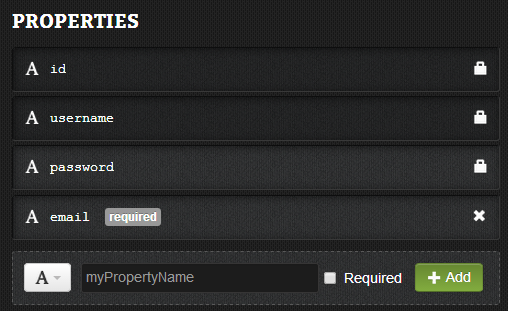 PROPERTIES
A id
A username
A password
A email required
A myPropertyName Required Add